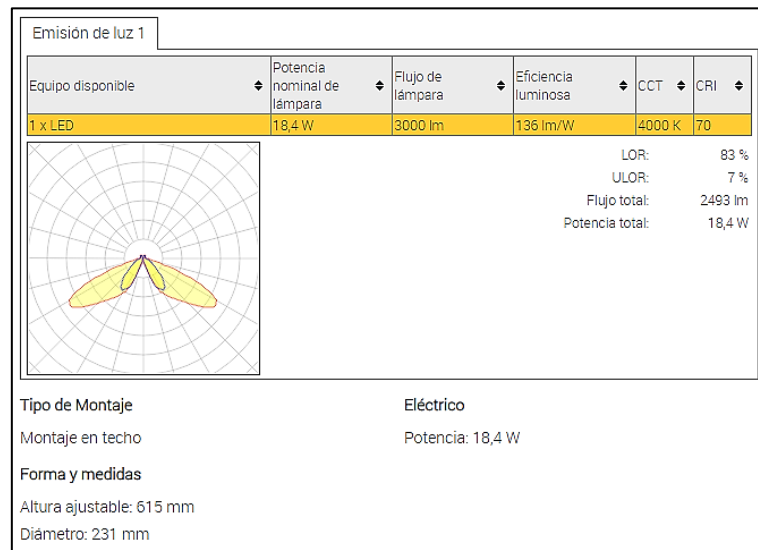 Emisión de luz 1
Equipo disponible
Potencia nominal de lámpara
Flujo de lámpara
Eficiencia luminosa
CCT
CRI
1 x LED 18,4 W 3000 lm 136 lm/W 4000 K 70
LOR: 83 %
ULOR: 7 %
Flujo total: 2493 lm
Potencia total: 18,4 W
Tipo de Montaje
Montaje en techo
Eléctrico
Potencia: 18,4 W
Forma y medidas
Altura ajustable: 615 mm
Diámetro: 231 mm